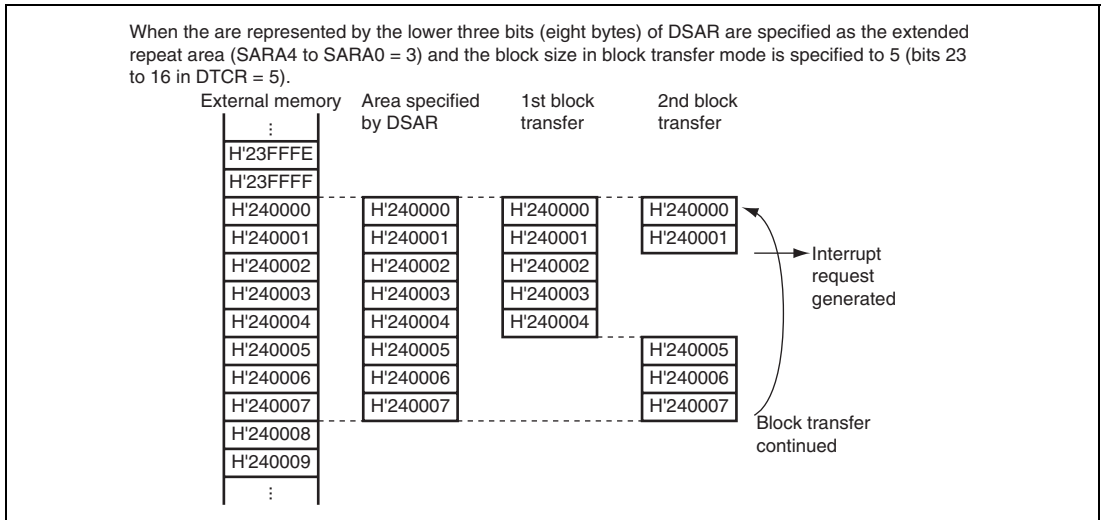 When the are represented by the lower three bits (eight bytes) of DSAR are specified as the extended
repeat area (SARA4 to SARA0 = 3) and the block size in block transfer mode is specified to 5 (bits 23
to 16 in DTCR = 5).
External memory
Area specified
by DSAR
1st block
transfer
2nd block
transfer
⋮
H'23FFFE
H'23FFFF
H'240000 H'240000 H'240000 H'240000
H'240001 H'240001 H'240001 H'240001
H'240002 H'240002 H'240002
H'240003 H'240003 H'240003
H'240004 H'240004 H'240004
H'240005 H'240005 H'240005
H'240006 H'240006 H'240006
H'240007 H'240007 H'240007
H'240008
H'240009
⋮
Interrupt
request
generated
Block transfer
continued